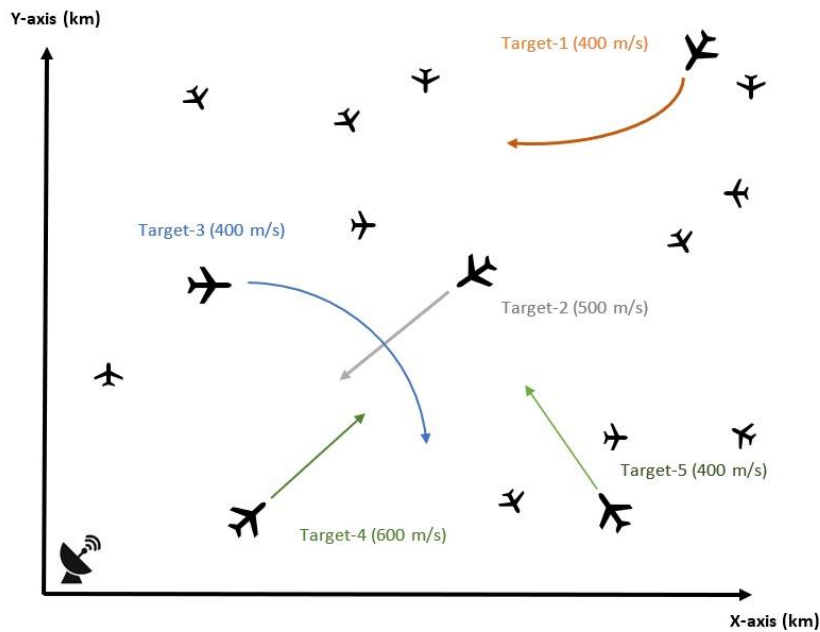 Y-axis (km)
Target-1 (400 m/s)
Target-3 (400 m/s)
Target-2 (500 m/s)
Target-5 (400 m/s)
Target-4 (600 m/s)
X-axis (km)